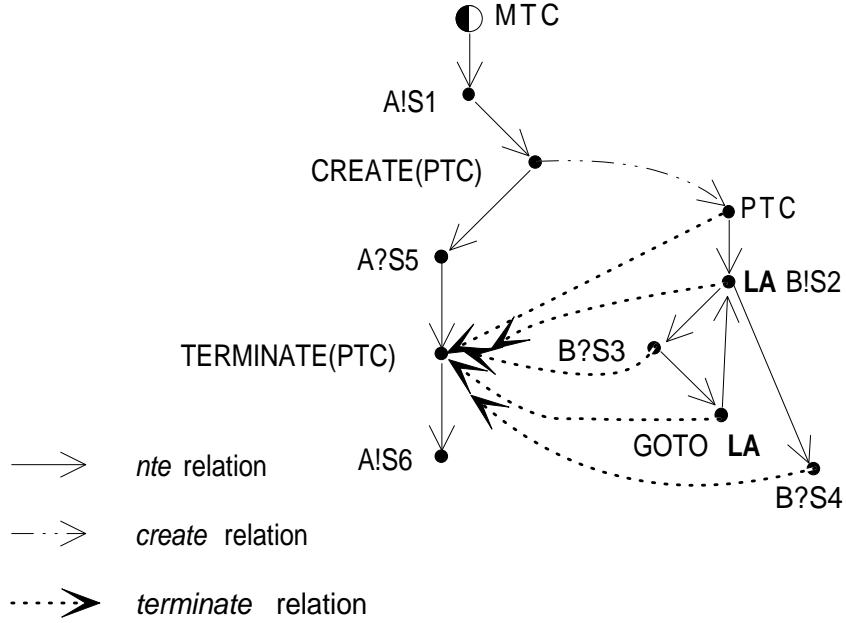 MTC
A!S1
CREATE(PTC)
PTC
A?S5
LA B!S2
TERMINATE(PTC)
B?S3
GOTO LA
A!S6
B?S4
nte relation
create relation
terminate relation